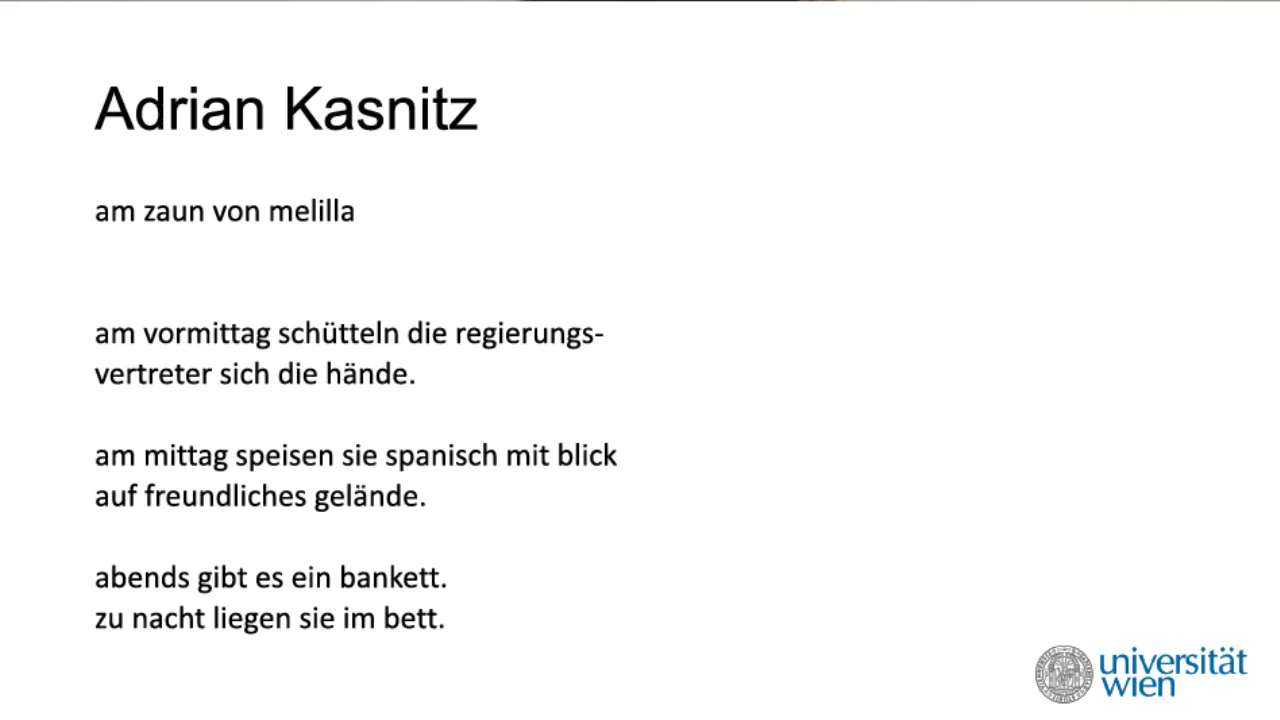 Adrian Kasnitz
am zaun von melilla
am vormittag schütteln die regierungs-
vertreter sich die hände.
am mittag speisen sie spanisch mit blick
auf freundliches gelände.
abends gibt es ein bankett.
zu nacht liegen sie im bett.
universität
wien